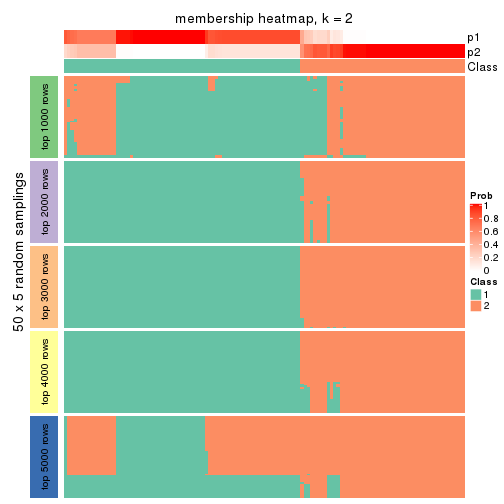 membership heatmap, k = 2
p1
p2
Class
50 x 5 random samplings
top 1000 rows
top 2000 rows
top 3000 rows
top 4000 rows
top 5000 rows
Prob
1
0.8
0.6
0.4
0.2
0
Class
1
2